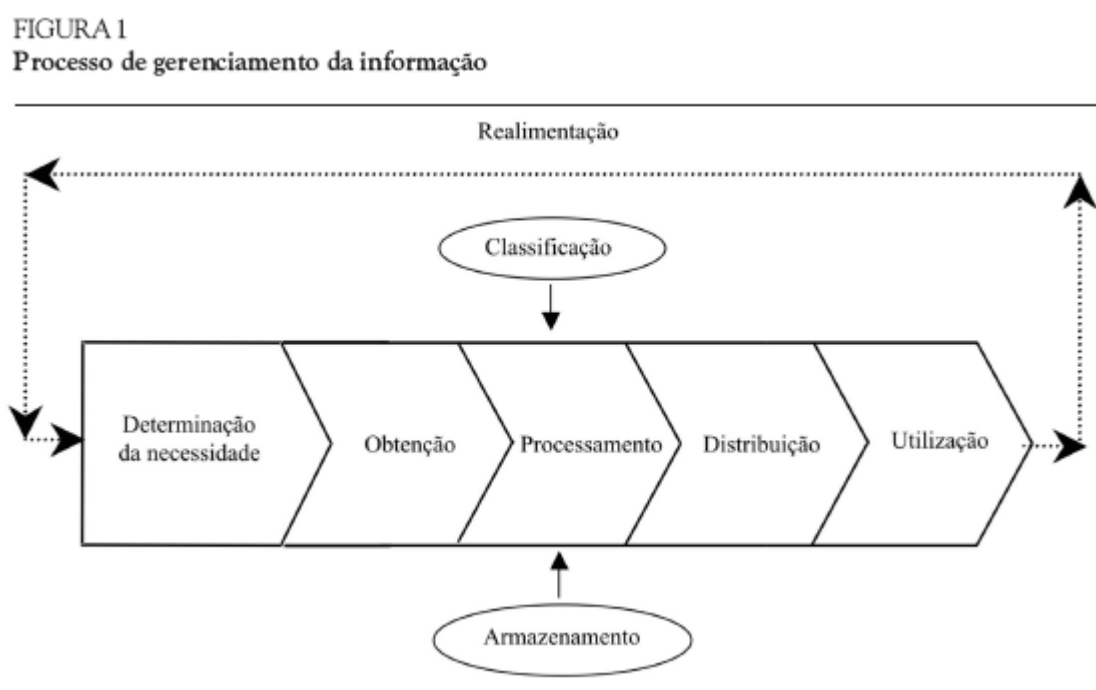 FIGURA 1
Processo de gerenciamento da informação
Realimentação
Classificação
Determinação
da necessidade
Obtenção
Processamento
Distribuição
Utilização
Armazenamento